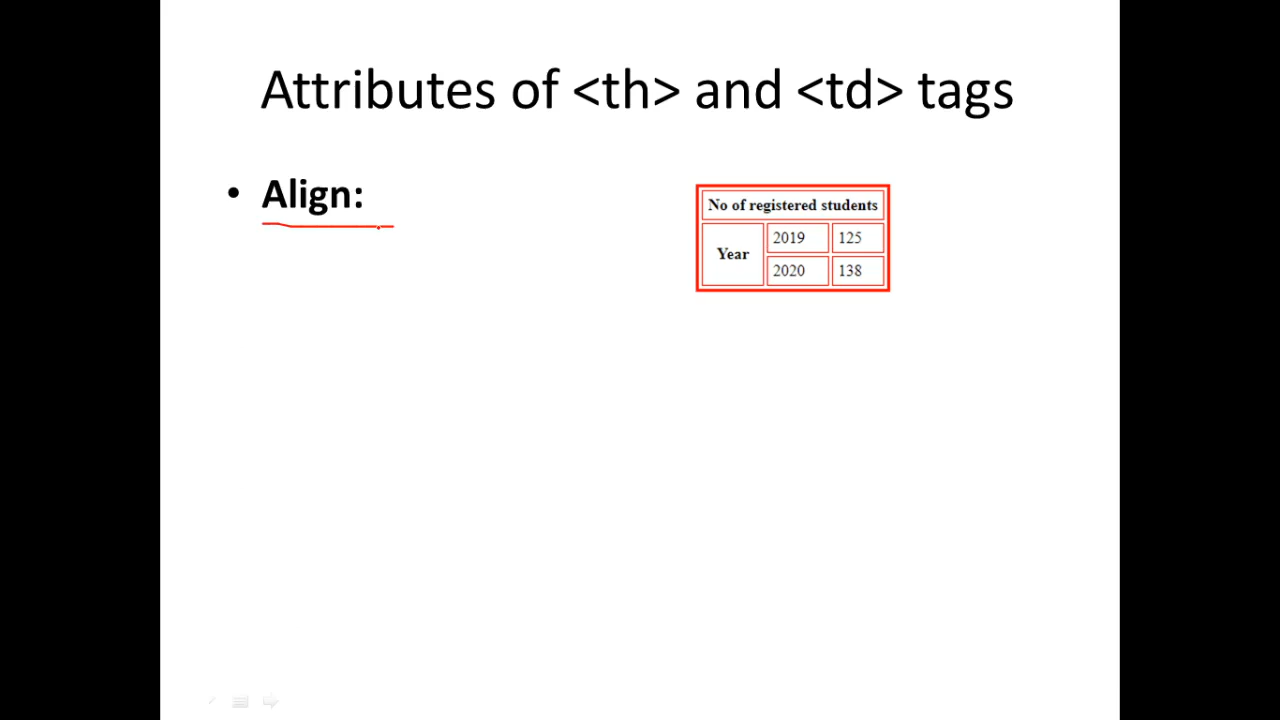 Attributes of <th> and <td> tags
• Align:
No of registered students
Year
2019 125
2020 138